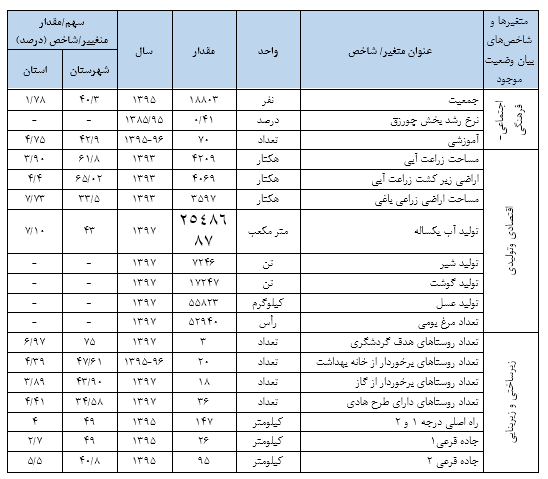 متغیرها و شاخص‌های بیان وضعیت موجود | عنوان متغیر/ شاخص | واحد | مقدار | سال | سهم/مقدار متغییر/شاخص (درصد)
شهرستان | استان
اجتماعی - فرهنگی
جمعیت | نفر | ۱۸۸۰۳ | ۱۳۹۵ | ۴۰/۳ | ۱/۷۸
نرخ رشد بخش چورزق | درصد | ۰/۴۱ | ۱۳۸۵/۹۵ | - | -
آموزشی | تعداد | ۷۰ | ۱۳۹۵-۹۶ | ۴۲/۹ | ۴/۷۵
اقتصادی وتولیدی
مساحت زراعت آبی | هکتار | ۴۲۰۹ | ۱۳۹۳ | ۶۱/۸ | ۳/۹۰
اراضی زیر کشت زراعت آبی | هکتار | ۴۰۶۹ | ۱۳۹۳ | ۶۵/۰۲ | ۴/۴
مساحت اراضی زراعی باغی | هکتار | ۳۵۹۷ | ۱۳۹۳ | ۳۳/۵ | ۷/۷۳
تولید آب یکساله | متر مکعب | ۲۵۴۸۶۸۷ | ۱۳۹۷ | ۴۳ | ۷/۱۰
تولید شیر | تن | ۷۲۴۶ | ۱۳۹۷ | - | -
تولید گوشت | تن | ۱۷۲۴۷ | ۱۳۹۷ | - | -
تولید عسل | کیلوگرم | ۵۵۸۲۳ | ۱۳۹۷ | - | -
تعداد مرغ بومی | رأس | ۵۲۹۴۰ | ۱۳۹۷ | - | -
زیرساختی و زیربنایی
تعداد روستاهای هدف گردشگری | تعداد | ۳ | ۱۳۹۷ | ۷۵ | ۶/۹۷
تعداد روستاهای برخوردار از خانه بهداشت | تعداد | ۲۰ | ۱۳۹۵-۹۶ | ۴۷/۶۱ | ۴/۳۹
تعداد روستاهای برخوردار از گاز | تعداد | ۱۸ | ۱۳۹۷ | ۴۳/۹۰ | ۳/۸۹
تعداد روستاهای دارای طرح هادی | تعداد | ۳۶ | ۱۳۹۷ | ۳۴/۵۸ | ۴/۴۱
راه اصلی درجه ۱ و ۲ | کیلومتر | ۱۴۷ | ۱۳۹۵ | ۴۹ | ۴
جاده فرعی۱ | کیلومتر | ۲۶ | ۱۳۹۵ | ۴۹ | ۲/۷
جاده فرعی ۲ | کیلومتر | ۹۵ | ۱۳۹۵ | ۴۰/۸ | ۵/۵